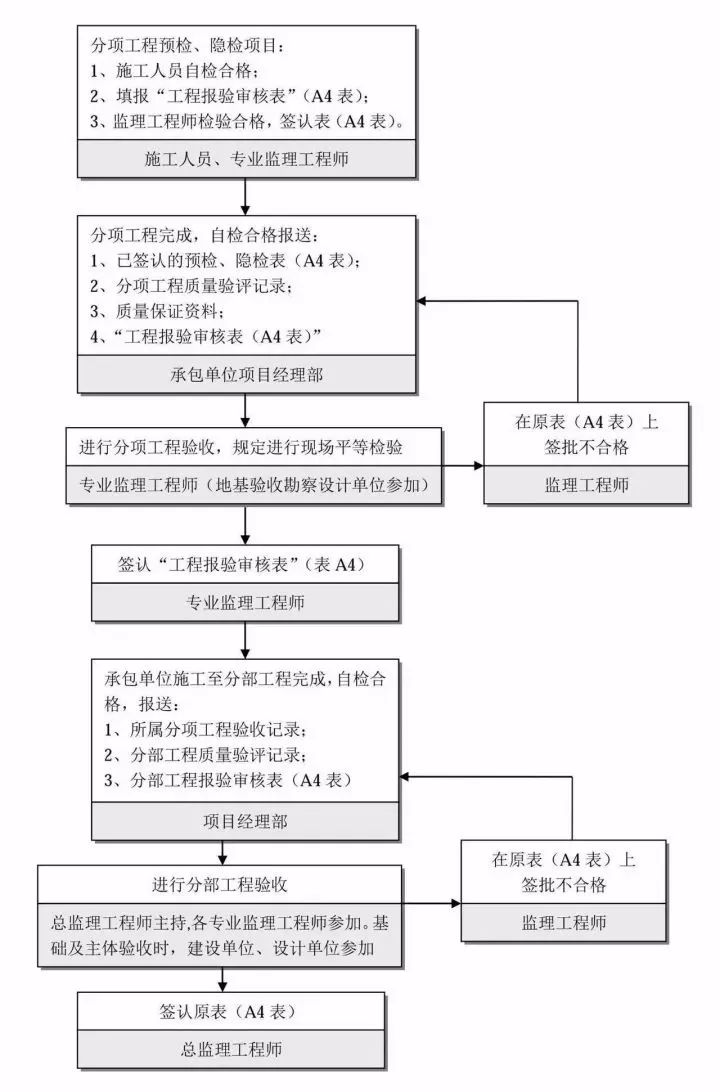 分项工程预检、隐检项目：
1、施工人员自检合格；
2、填报“工程报验审核表”（A4 表）；
3、监理工程师检验合格，签认表（A4 表）。
施工人员、专业监理工程师
分项工程完成，自检合格报送：
1、已签认的预检、隐检表（A4 表）；
2、分项工程质量验评记录；
3、质量保证资料；
4、“工程报验审核表（A4 表）”
承包单位项目经理部
进行分项工程验收，规定进行现场平等检验
专业监理工程师（地基验收勘察设计单位参加）
在原表（A4 表）上
签批不合格
监理工程师
签认“工程报验审核表”（表 A4）
专业监理工程师
承包单位施工至分部工程完成，自检合
格，报送：
1、所属分项工程验收记录；
2、分部工程质量验评记录；
3、分部工程报验审核表（A4 表）
项目经理部
进行分部工程验收
总监理工程师主持,各专业监理工程师参加。基
础及主体验收时，建设单位、设计单位参加
在原表（A4 表）上
签批不合格
监理工程师
签认原表（A4 表）
总监理工程师